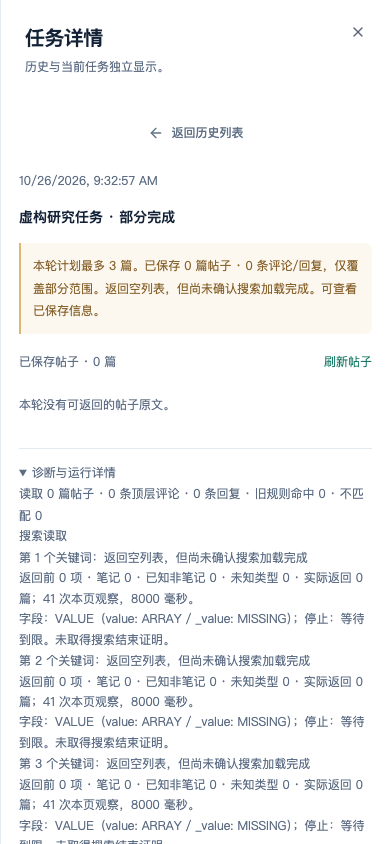 任务详情
历史与当前任务独立显示。
返回历史列表
10/26/2026, 9:32:57 AM
虚构研究任务 · 部分完成
本轮计划最多 3 篇。已保存 0 篇帖子 · 0 条评论/回复，仅覆
盖部分范围。返回空列表，但尚未确认搜索加载完成。可查看
已保存信息。
已保存帖子 · 0 篇 刷新帖子
本轮没有可返回的帖子原文。
▼ 诊断与运行详情
读取 0 篇帖子 · 0 条顶层评论 · 0 条回复 · 旧规则命中 0 · 不匹
配 0
搜索读取
第 1 个关键词：返回空列表，但尚未确认搜索加载完成
返回前 0 项 · 笔记 0 · 已知非笔记 0 · 未知类型 0 · 实际返回 0
篇；41 次本页观察，8000 毫秒。
字段：VALUE（value: ARRAY / _value: MISSING）；停止：等待
到限。未取得搜索结束证明。
第 2 个关键词：返回空列表，但尚未确认搜索加载完成
返回前 0 项 · 笔记 0 · 已知非笔记 0 · 未知类型 0 · 实际返回 0
篇；41 次本页观察，8000 毫秒。
字段：VALUE（value: ARRAY / _value: MISSING）；停止：等待
到限。未取得搜索结束证明。
第 3 个关键词：返回空列表，但尚未确认搜索加载完成
返回前 0 项 · 笔记 0 · 已知非笔记 0 · 未知类型 0 · 实际返回 0
篇；41 次本页观察，8000 毫秒。
字段：VALUE（value: ARRAY / _value: MISSING）；停止：等待